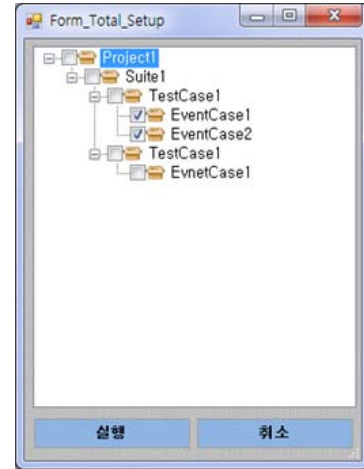 Form_Total_Setup
Project1
Suite1
TestCase1
EventCase1
EventCase2
TestCase1
EvnetCase1
실행 취소